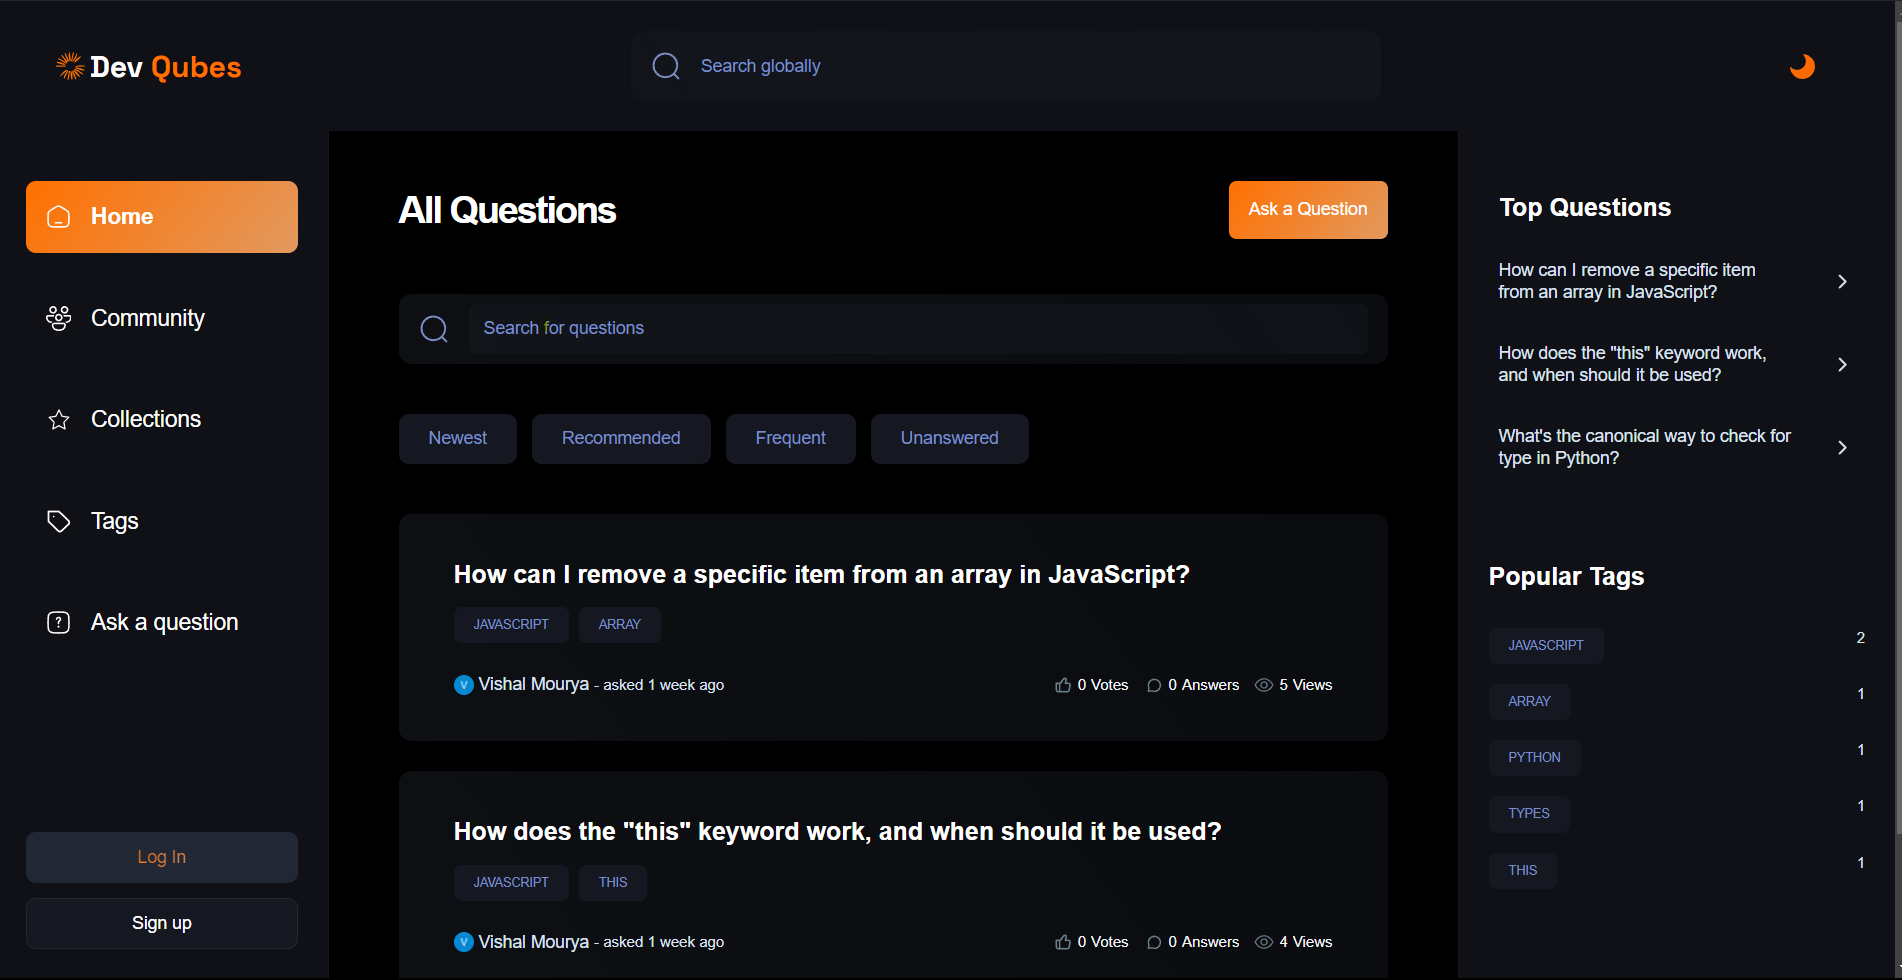 Dev Qubes
Search globally
Home
Community
Collections
Tags
Ask a question
Log In
Sign up
All Questions
Ask a Question
Search for questions
Newest
Recommended
Frequent
Unanswered
How can I remove a specific item from an array in JavaScript?
JAVASCRIPT
ARRAY
V
Vishal Mourya - asked 1 week ago
0 Votes
0 Answers
5 Views
How does the "this" keyword work, and when should it be used?
JAVASCRIPT
THIS
V
Vishal Mourya - asked 1 week ago
0 Votes
0 Answers
4 Views
Top Questions
How can I remove a specific item
from an array in JavaScript?
How does the "this" keyword work,
and when should it be used?
What's the canonical way to check for
type in Python?
Popular Tags
JAVASCRIPT
2
ARRAY
1
PYTHON
1
TYPES
1
THIS
1